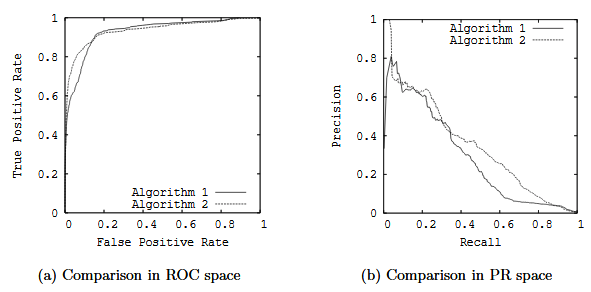 1
0.8
0.6
0.4
0.2
0
True Positive Rate
Algorithm 1
Algorithm 2
0 0.2 0.4 0.6 0.8 1
False Positive Rate
(a) Comparison in ROC space
1
0.8
0.6
0.4
0.2
0
Precision
Algorithm 1
Algorithm 2
0 0.2 0.4 0.6 0.8 1
Recall
(b) Comparison in PR space